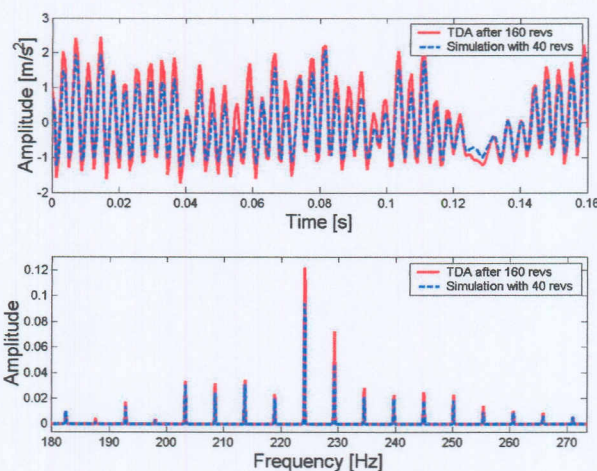 3
2
1
0
-1
-2
Amplitude [m/s²]
TDA after 160 revs
Simulation with 40 revs
0 0.02 0.04 0.06 0.08 0.1 0.12 0.14 0.16
Time [s]
0.12
0.1
0.08
0.06
0.04
0.02
0
Amplitude
TDA after 160 revs
Simulation with 40 revs
180 190 200 210 220 230 240 250 260 270
Frequency [Hz]